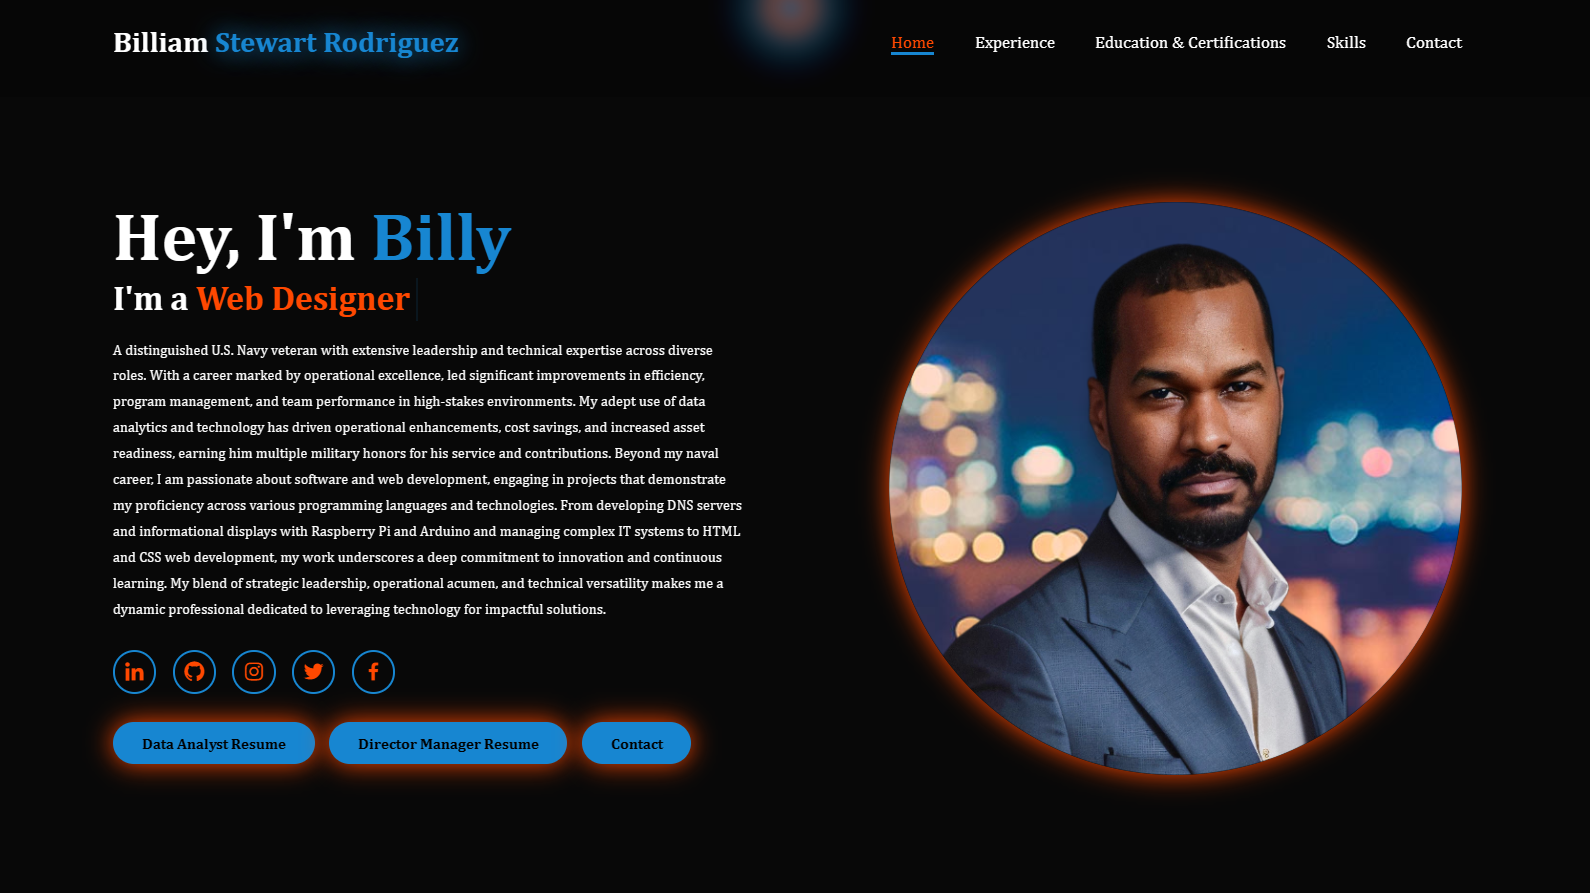 Billiam Stewart Rodriguez
Home Experience Education & Certifications Skills Contact
Hey, I'm Billy
I'm a Web Designer
A distinguished U.S. Navy veteran with extensive leadership and technical expertise across diverse
roles. With a career marked by operational excellence, led significant improvements in efficiency,
program management, and team performance in high-stakes environments. My adept use of data
analytics and technology has driven operational enhancements, cost savings, and increased asset
readiness, earning him multiple military honors for his service and contributions. Beyond my naval
career, I am passionate about software and web development, engaging in projects that demonstrate
my proficiency across various programming languages and technologies. From developing DNS servers
and informational displays with Raspberry Pi and Arduino and managing complex IT systems to HTML
and CSS web development, my work underscores a deep commitment to innovation and continuous
learning. My blend of strategic leadership, operational acumen, and technical versatility makes me a
dynamic professional dedicated to leveraging technology for impactful solutions.
Data Analyst Resume Director Manager Resume Contact